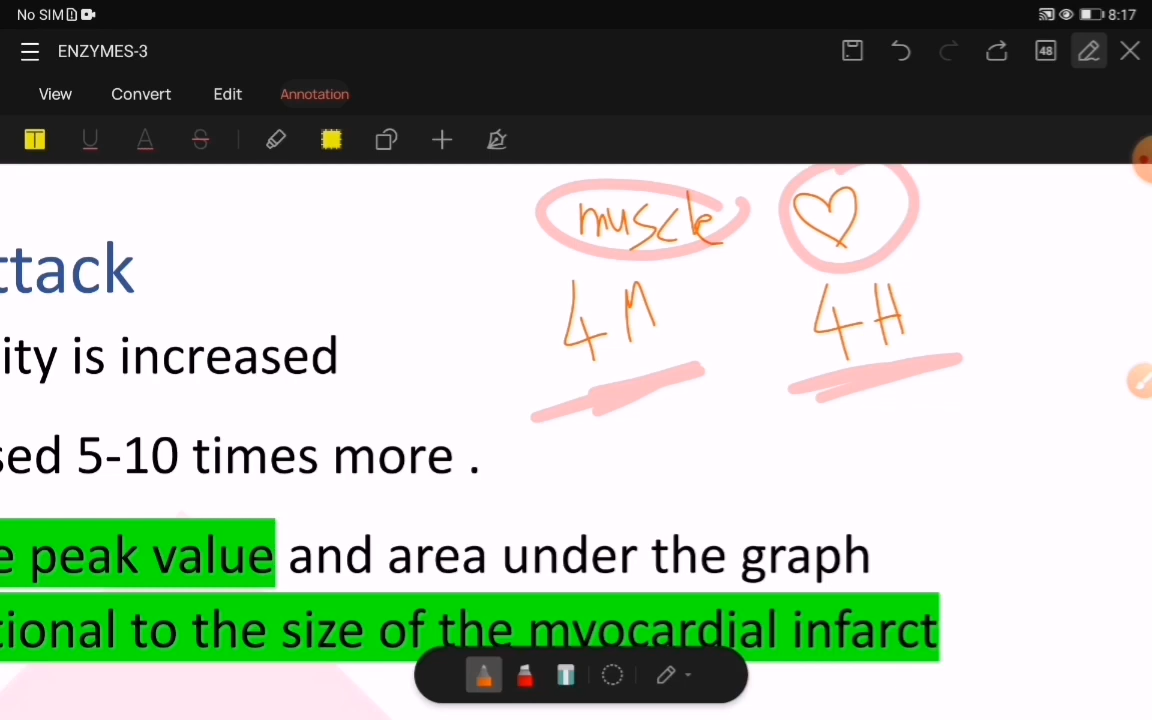 No SIM 8:17
ENZYMES-3
48
View Convert Edit Annotation
T U A S
muscle
4M 4H
ttack
ity is increased
sed 5-10 times more .
e peak value and area under the graph
tional to the size of the myocardial infarct